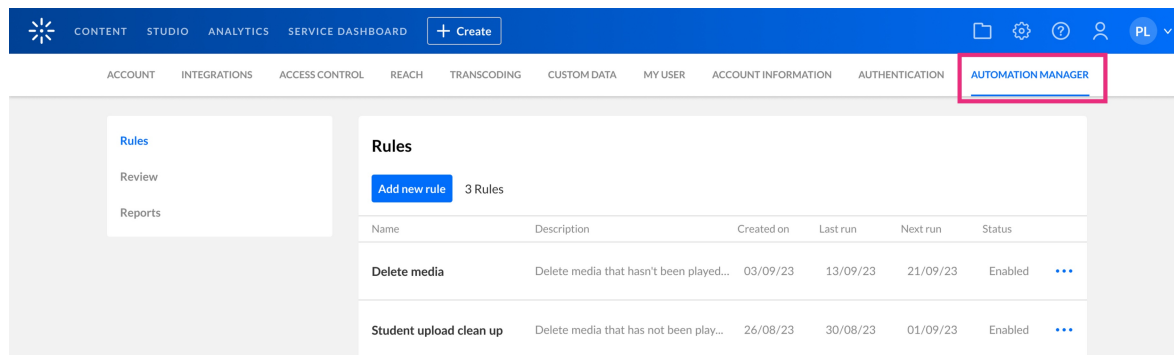 CONTENT STUDIO ANALYTICS SERVICE DASHBOARD + Create PL
ACCOUNT INTEGRATIONS ACCESS CONTROL REACH TRANSCODING CUSTOM DATA MY USER ACCOUNT INFORMATION AUTHENTICATION AUTOMATION MANAGER
Rules
Review
Reports
Rules
Add new rule 3 Rules
Name Description Created on Last run Next run Status
Delete media Delete media that hasn't been played... 03/09/23 13/09/23 21/09/23 Enabled
Student upload clean up Delete media that has not been play... 26/08/23 30/08/23 01/09/23 Enabled